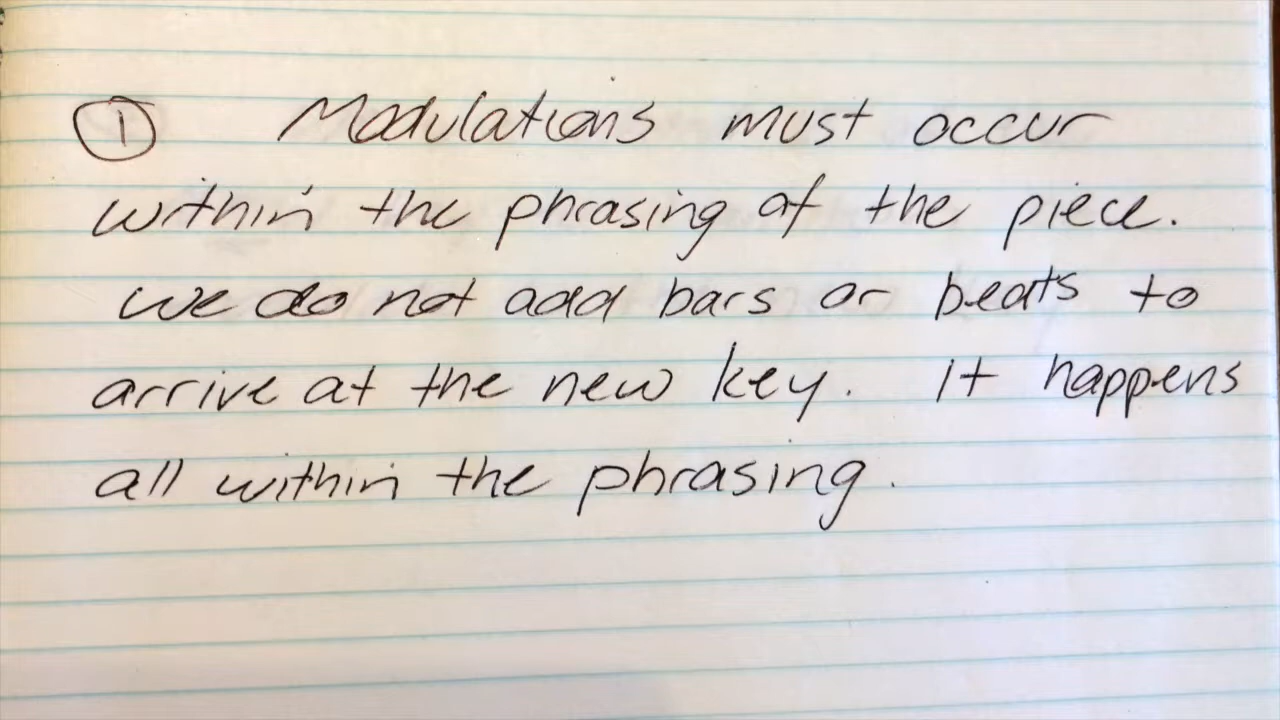 ① Modulations must occur
within the phrasing of the piece.
we do not add bars or beats to
arrive at the new key. It happens
all within the phrasing.